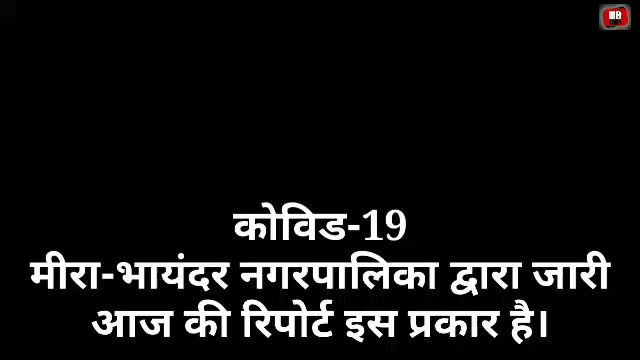 कोविड-19
मीरा-भायंदर नगरपालिका द्वारा जारी
आज की रिपोर्ट इस प्रकार है।